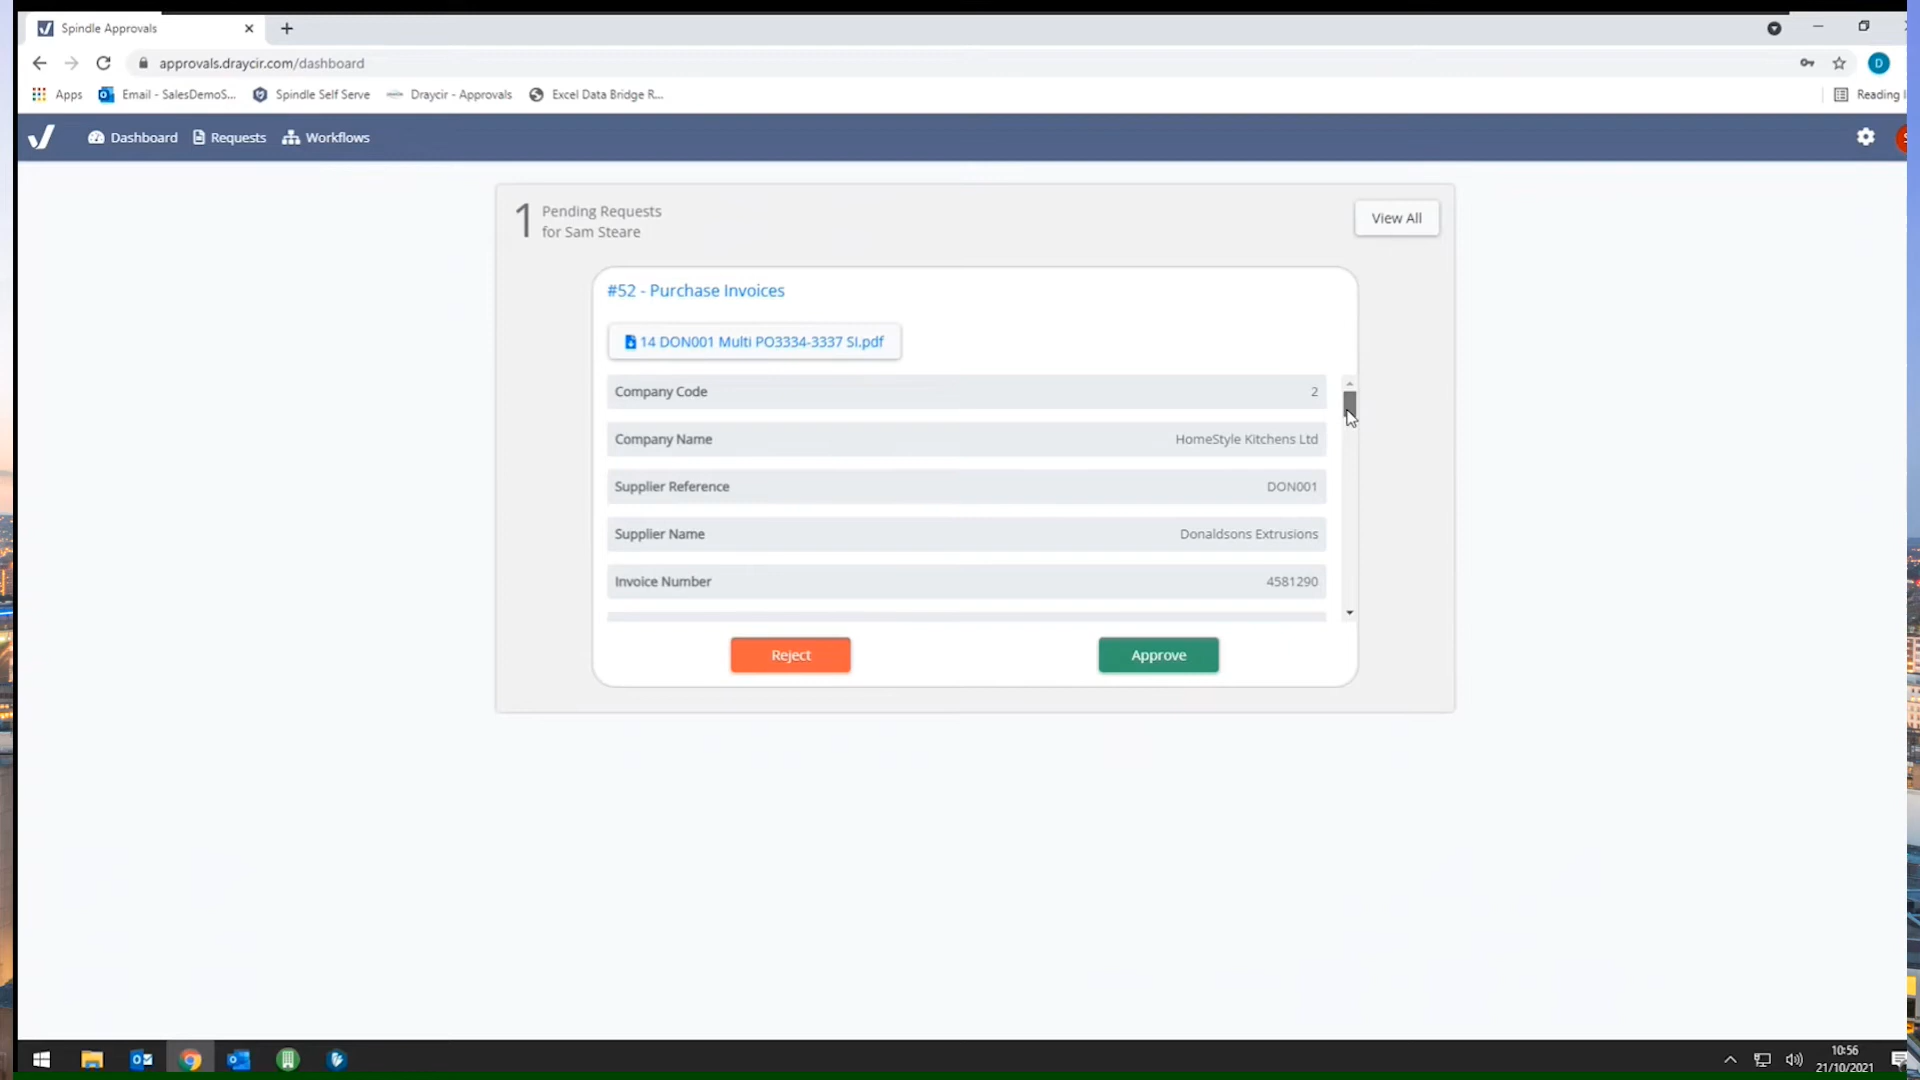 Spindle Approvals
approvals.draycir.com/dashboard
D
Apps
Email - SalesDemoS...
Spindle Self Serve
Draycir - Approvals
Excel Data Bridge R...
Reading
Dashboard
Requests
Workflows
1
Pending Requests
for Sam Steare
View All
#52 - Purchase Invoices
14 DON001 Multi PO3334-3337 SI.pdf
Company Code 2
Company Name HomeStyle Kitchens Ltd
Supplier Reference DON001
Supplier Name Donaldsons Extrusions
Invoice Number 4581290
Reject
Approve
10:56
21/10/2021